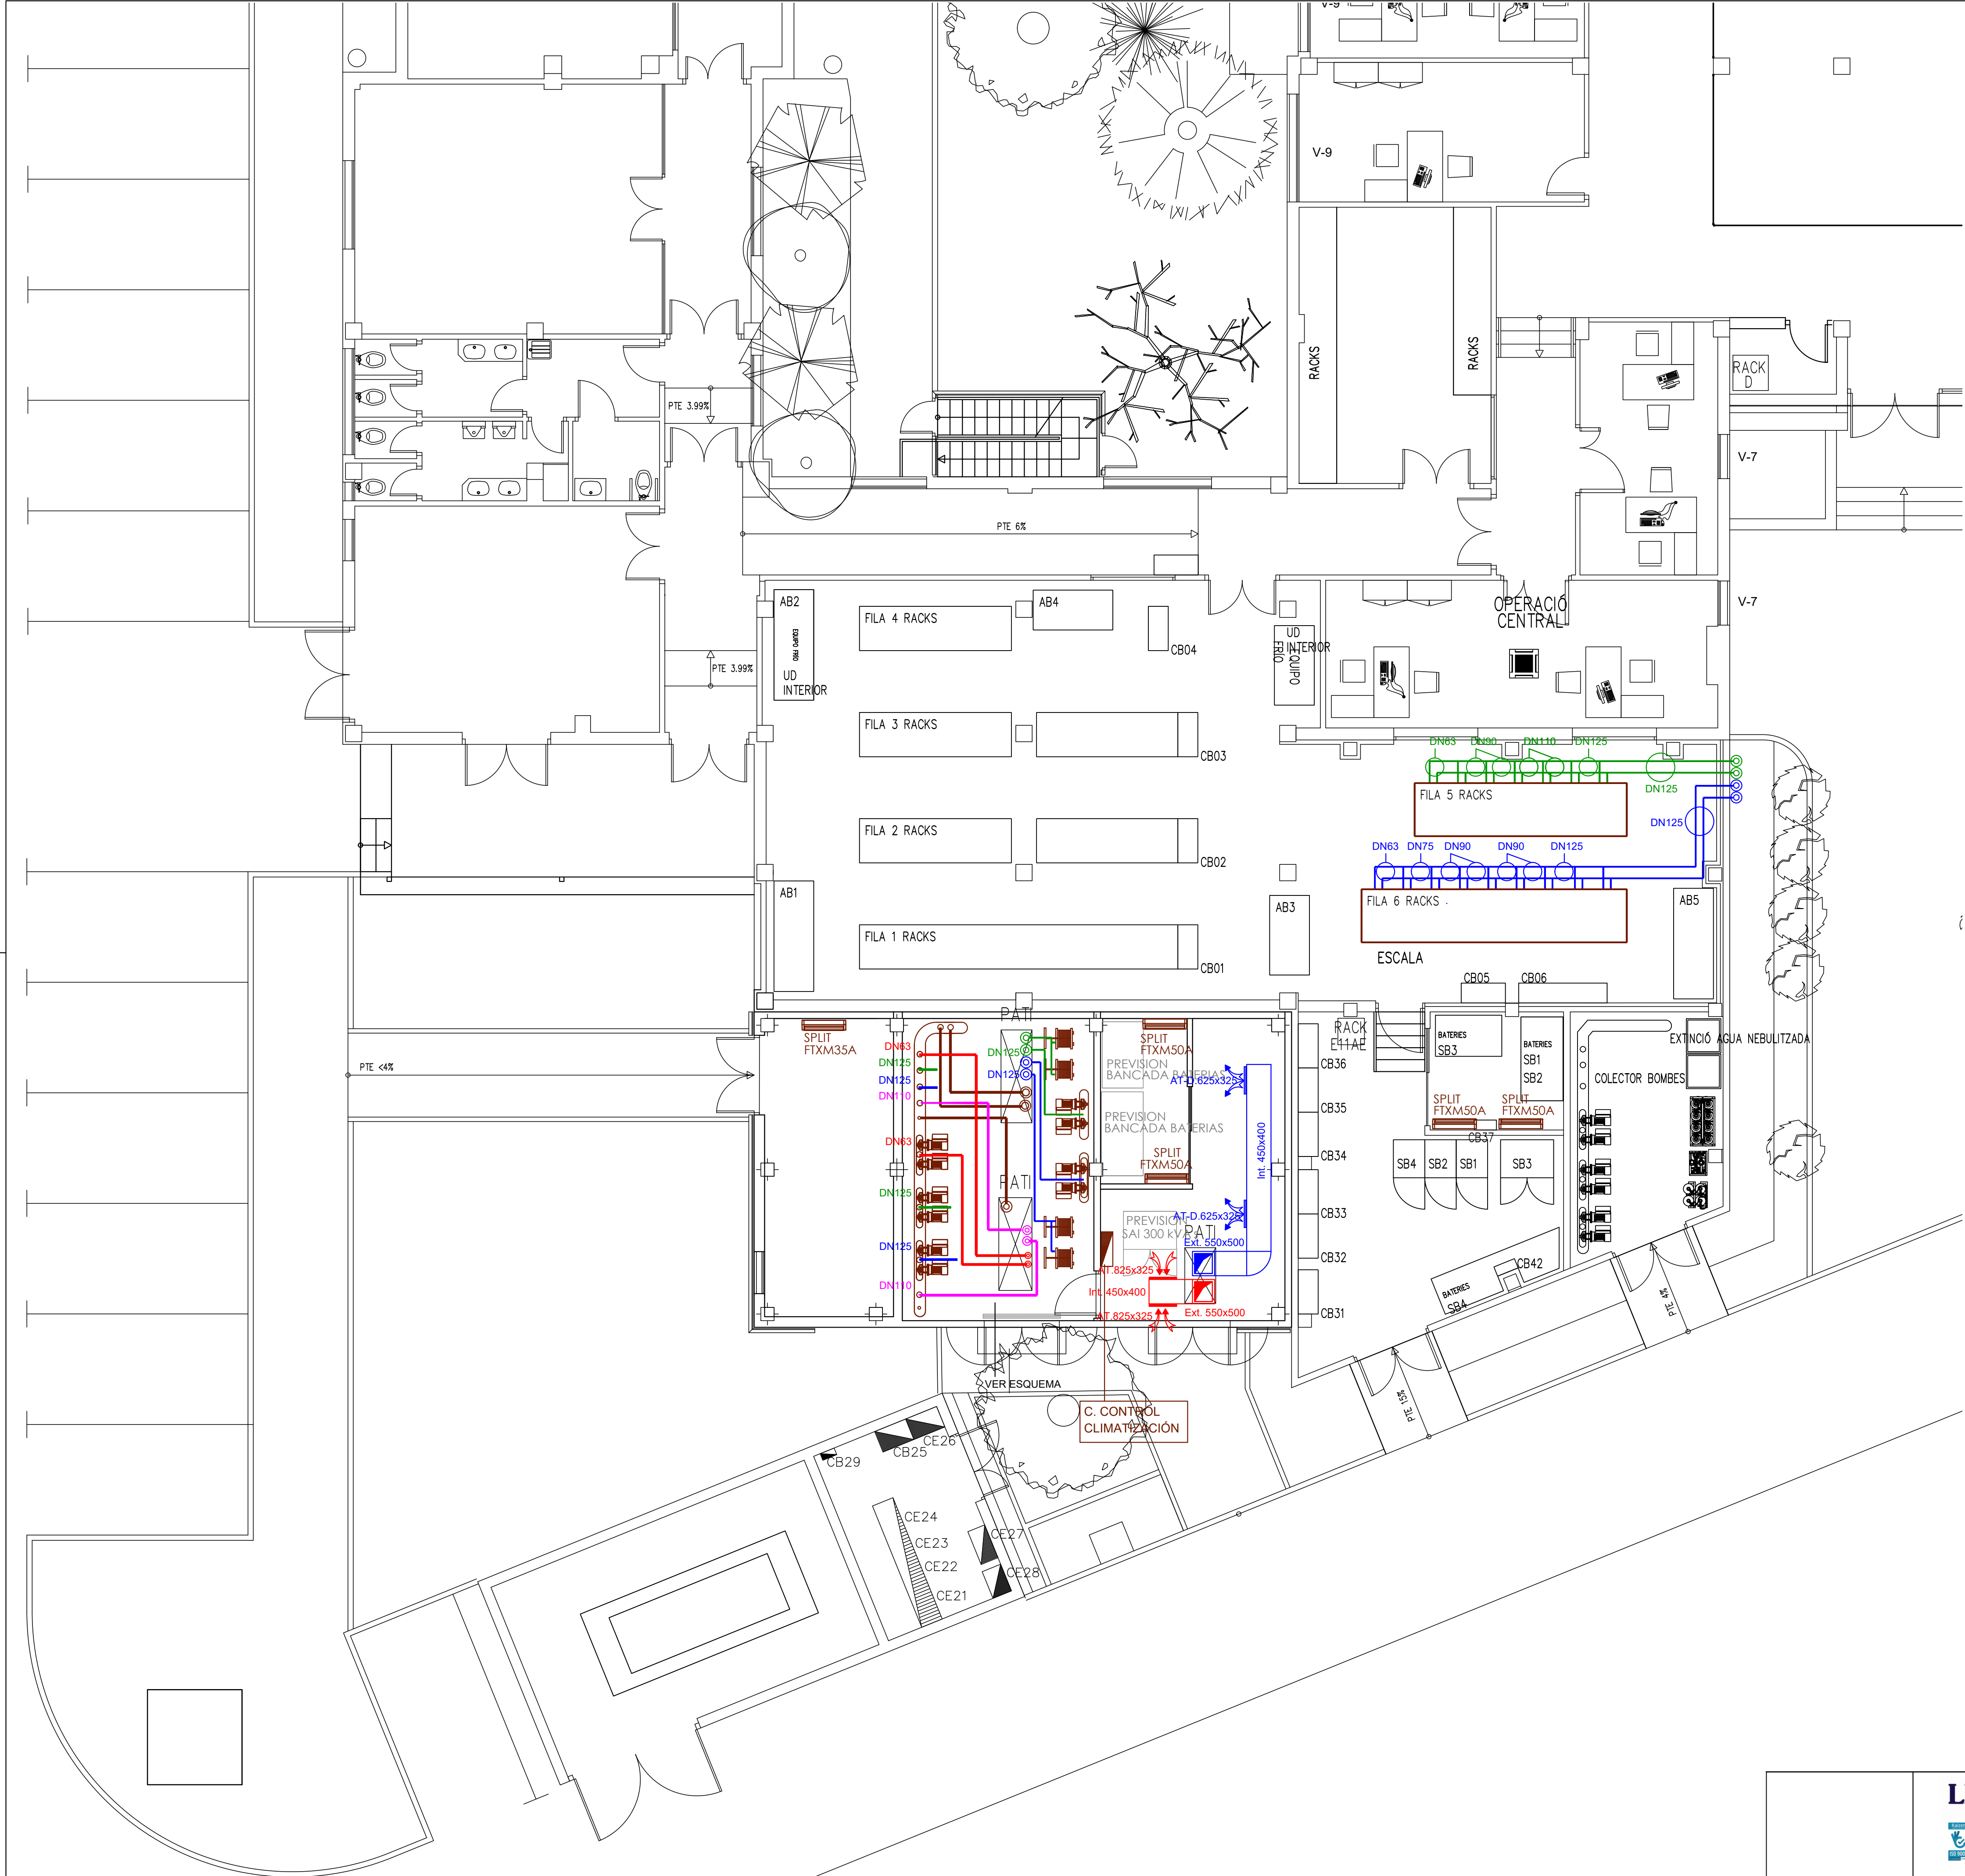 V-9
V-9
RACKS
RACKS
RACK
D
PTE 3.99%
V-7
PTE 6%
AB2
EQUIPO FRIO
UD
INTERIOR
FILA 4 RACKS
AB4
CB04
UD
INTERIOR
EQUIPO
FRÍO
OPERACIÓ
CENTRAL
V-7
PTE 3.99%
FILA 3 RACKS
CB03
DN63
DN90
DN110
DN125
DN125
FILA 5 RACKS
FILA 2 RACKS
CB02
DN125
DN63
DN75
DN90
DN90
DN125
AB1
AB3
FILA 6 RACKS
AB5
FILA 1 RACKS
CB01
ESCALA
CB05
CB06
PATI
SPLIT
FTXM35A
DN63
DN125
DN125
DN110
DN125
DN125
SPLIT
FTXM50A
PREVISION
BANCADA BATERIAS
AT-D.625x325
RACK
E11AE
CB36
BATERIES
SB3
BATERIES
SB1
SB2
EXTINCIÓ AGUA NEBULITZADA
COLECTOR BOMBES
PTE <4%
PREVISION
BANCADA BATERIAS
CB35
SPLIT
FTXM50A
SPLIT
FTXM50A
CB37
DN63
SPLIT
FTXM50A
Int. 450x400
CB34
SB4
SB2
SB1
SB3
DN125
PATI
AT-D.625x325
CB33
PREVISION
SAI 300 kVA
PATI
Ext. 550x500
DN125
CB32
AT.825x325
CB42
DN110
Int. 450x400
BATERIES
SB4
AT.825x325
Ext. 550x500
CB31
PTE 4%
VER ESQUEMA
PTE 15%
C. CONTROL
CLIMATIZACIÓN
CE26
CB25
CB29
CE24
CE23
CE22
CE21
CE27
CE28
L